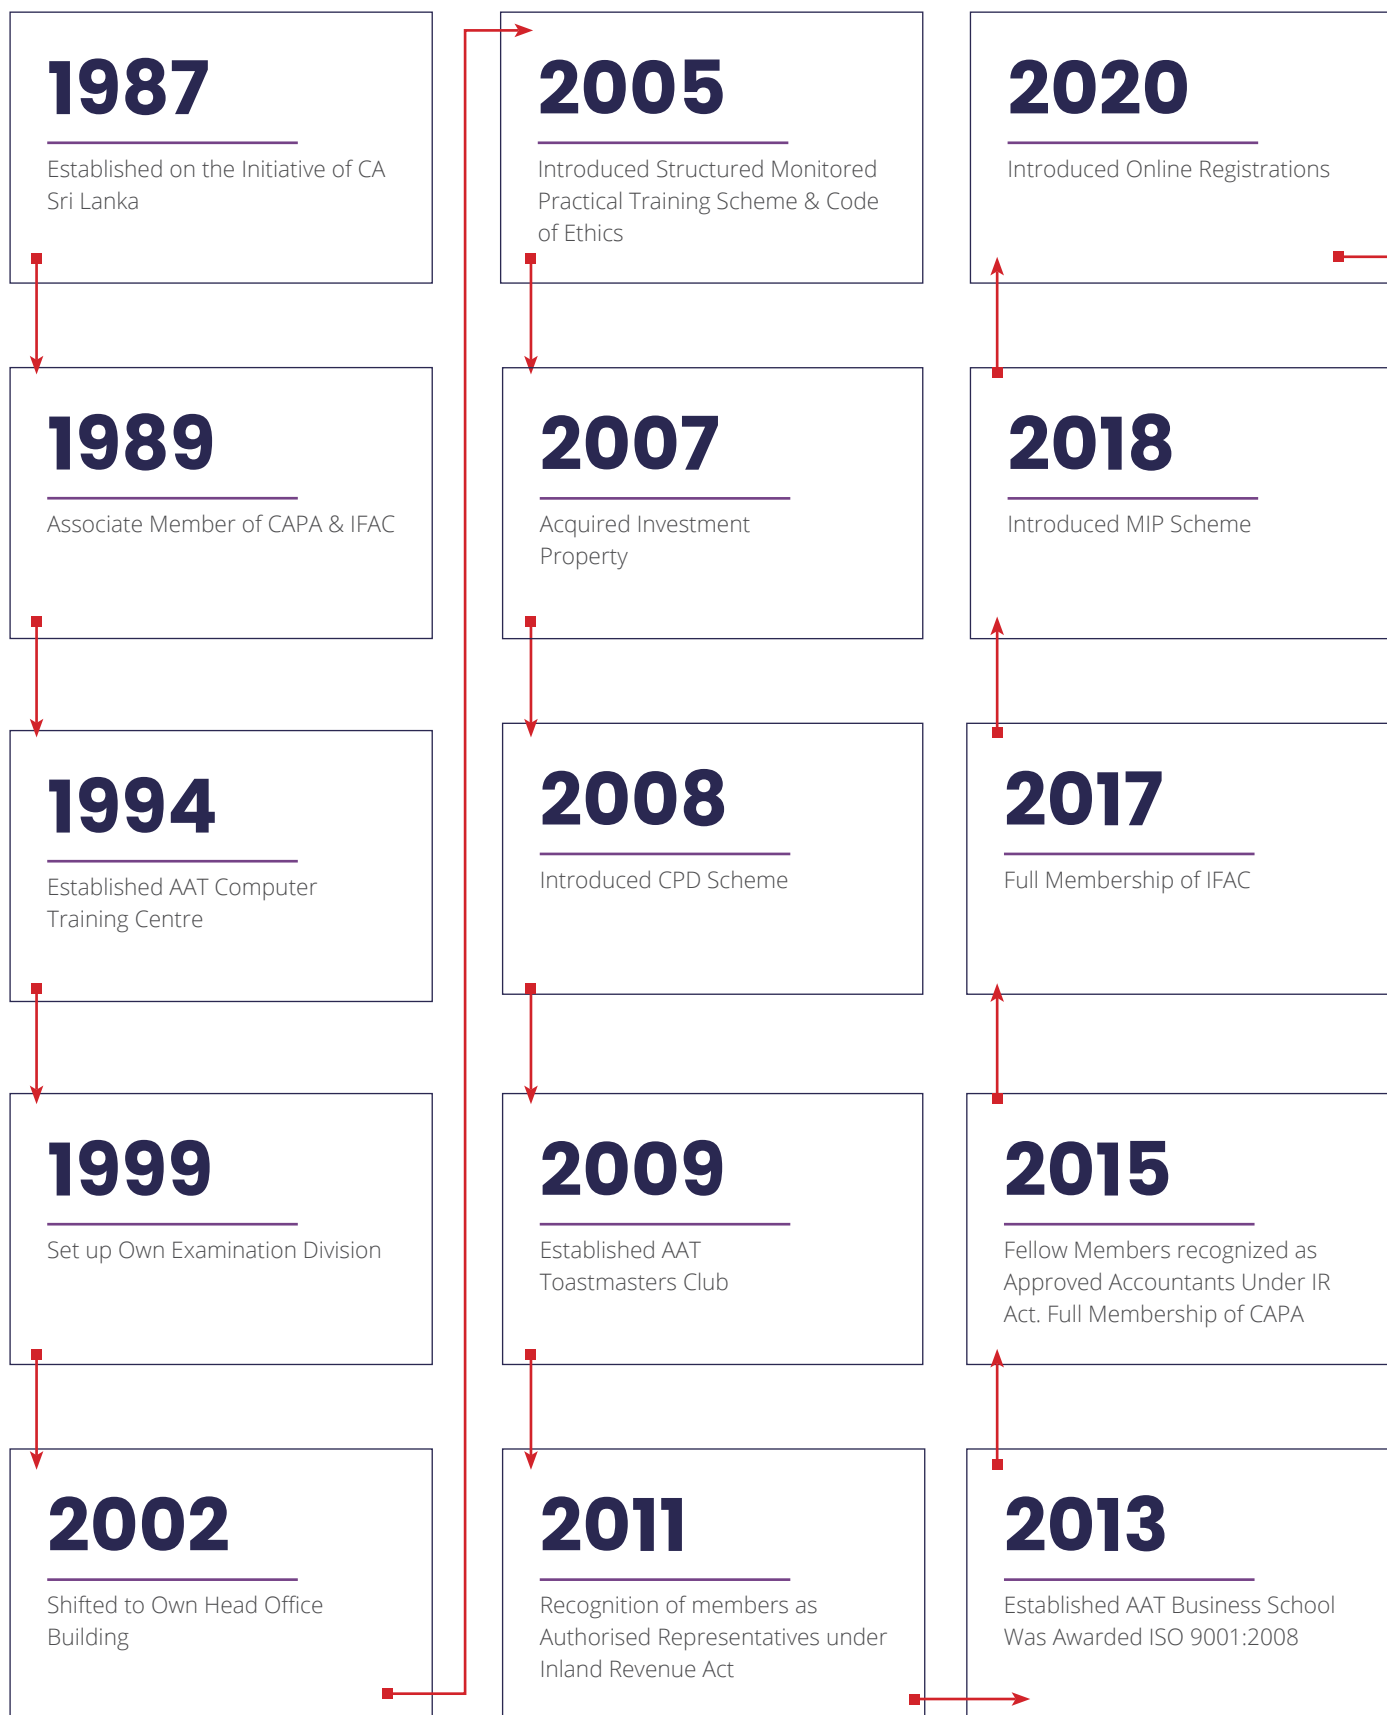 1987
Established on the Initiative of CA
Sri Lanka
1989
Associate Member of CAPA & IFAC
1994
Established AAT Computer
Training Centre
1999
Set up Own Examination Division
2002
Shifted to Own Head Office
Building
2005
Introduced Structured Monitored
Practical Training Scheme & Code
of Ethics
2007
Acquired Investment
Property
2008
Introduced CPD Scheme
2009
Established AAT
Toastmasters Club
2011
Recognition of members as
Authorised Representatives under
Inland Revenue Act
2013
Established AAT Business School
Was Awarded ISO 9001:2008
2015
Fellow Members recognized as
Approved Accountants Under IR
Act. Full Membership of CAPA
2017
Full Membership of IFAC
2018
Introduced MIP Scheme
2020
Introduced Online Registrations